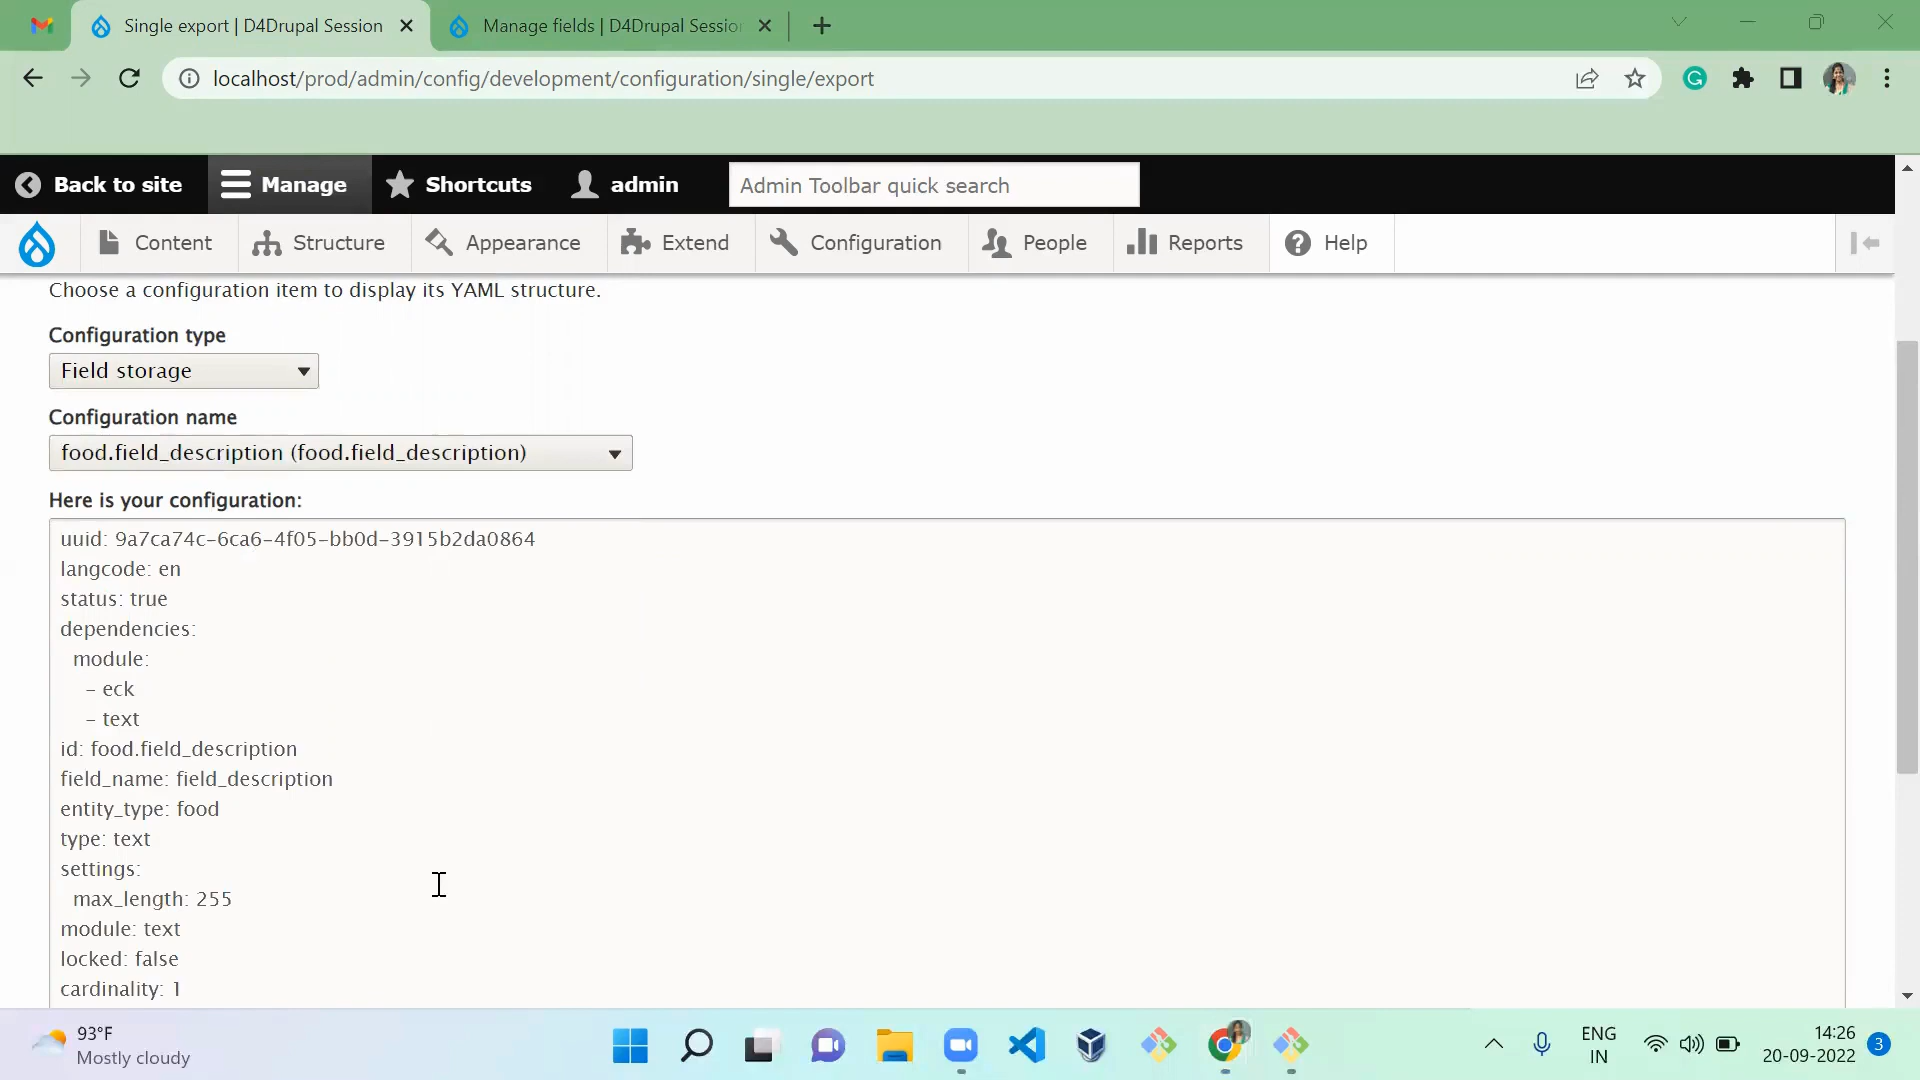 Single export | D4Drupal Session
Manage fields | D4Drupal Session
localhost/prod/admin/config/development/configuration/single/export
Back to site
Manage
Shortcuts
admin
Admin Toolbar quick search
Content
Structure
Appearance
Extend
Configuration
People
Reports
Help
Choose a configuration item to display its YAML structure.
Configuration type
Field storage
Configuration name
food.field_description (food.field_description)
Here is your configuration:
uuid: 9a7ca74c-6ca6-4f05-bb0d-3915b2da0864
langcode: en
status: true
dependencies:
module:
- eck
- text
id: food.field_description
field_name: field_description
entity_type: food
type: text
settings:
max_length: 255
module: text
locked: false
cardinality: 1
93°F
Mostly cloudy
ENG
IN
14:26
20-09-2022
3